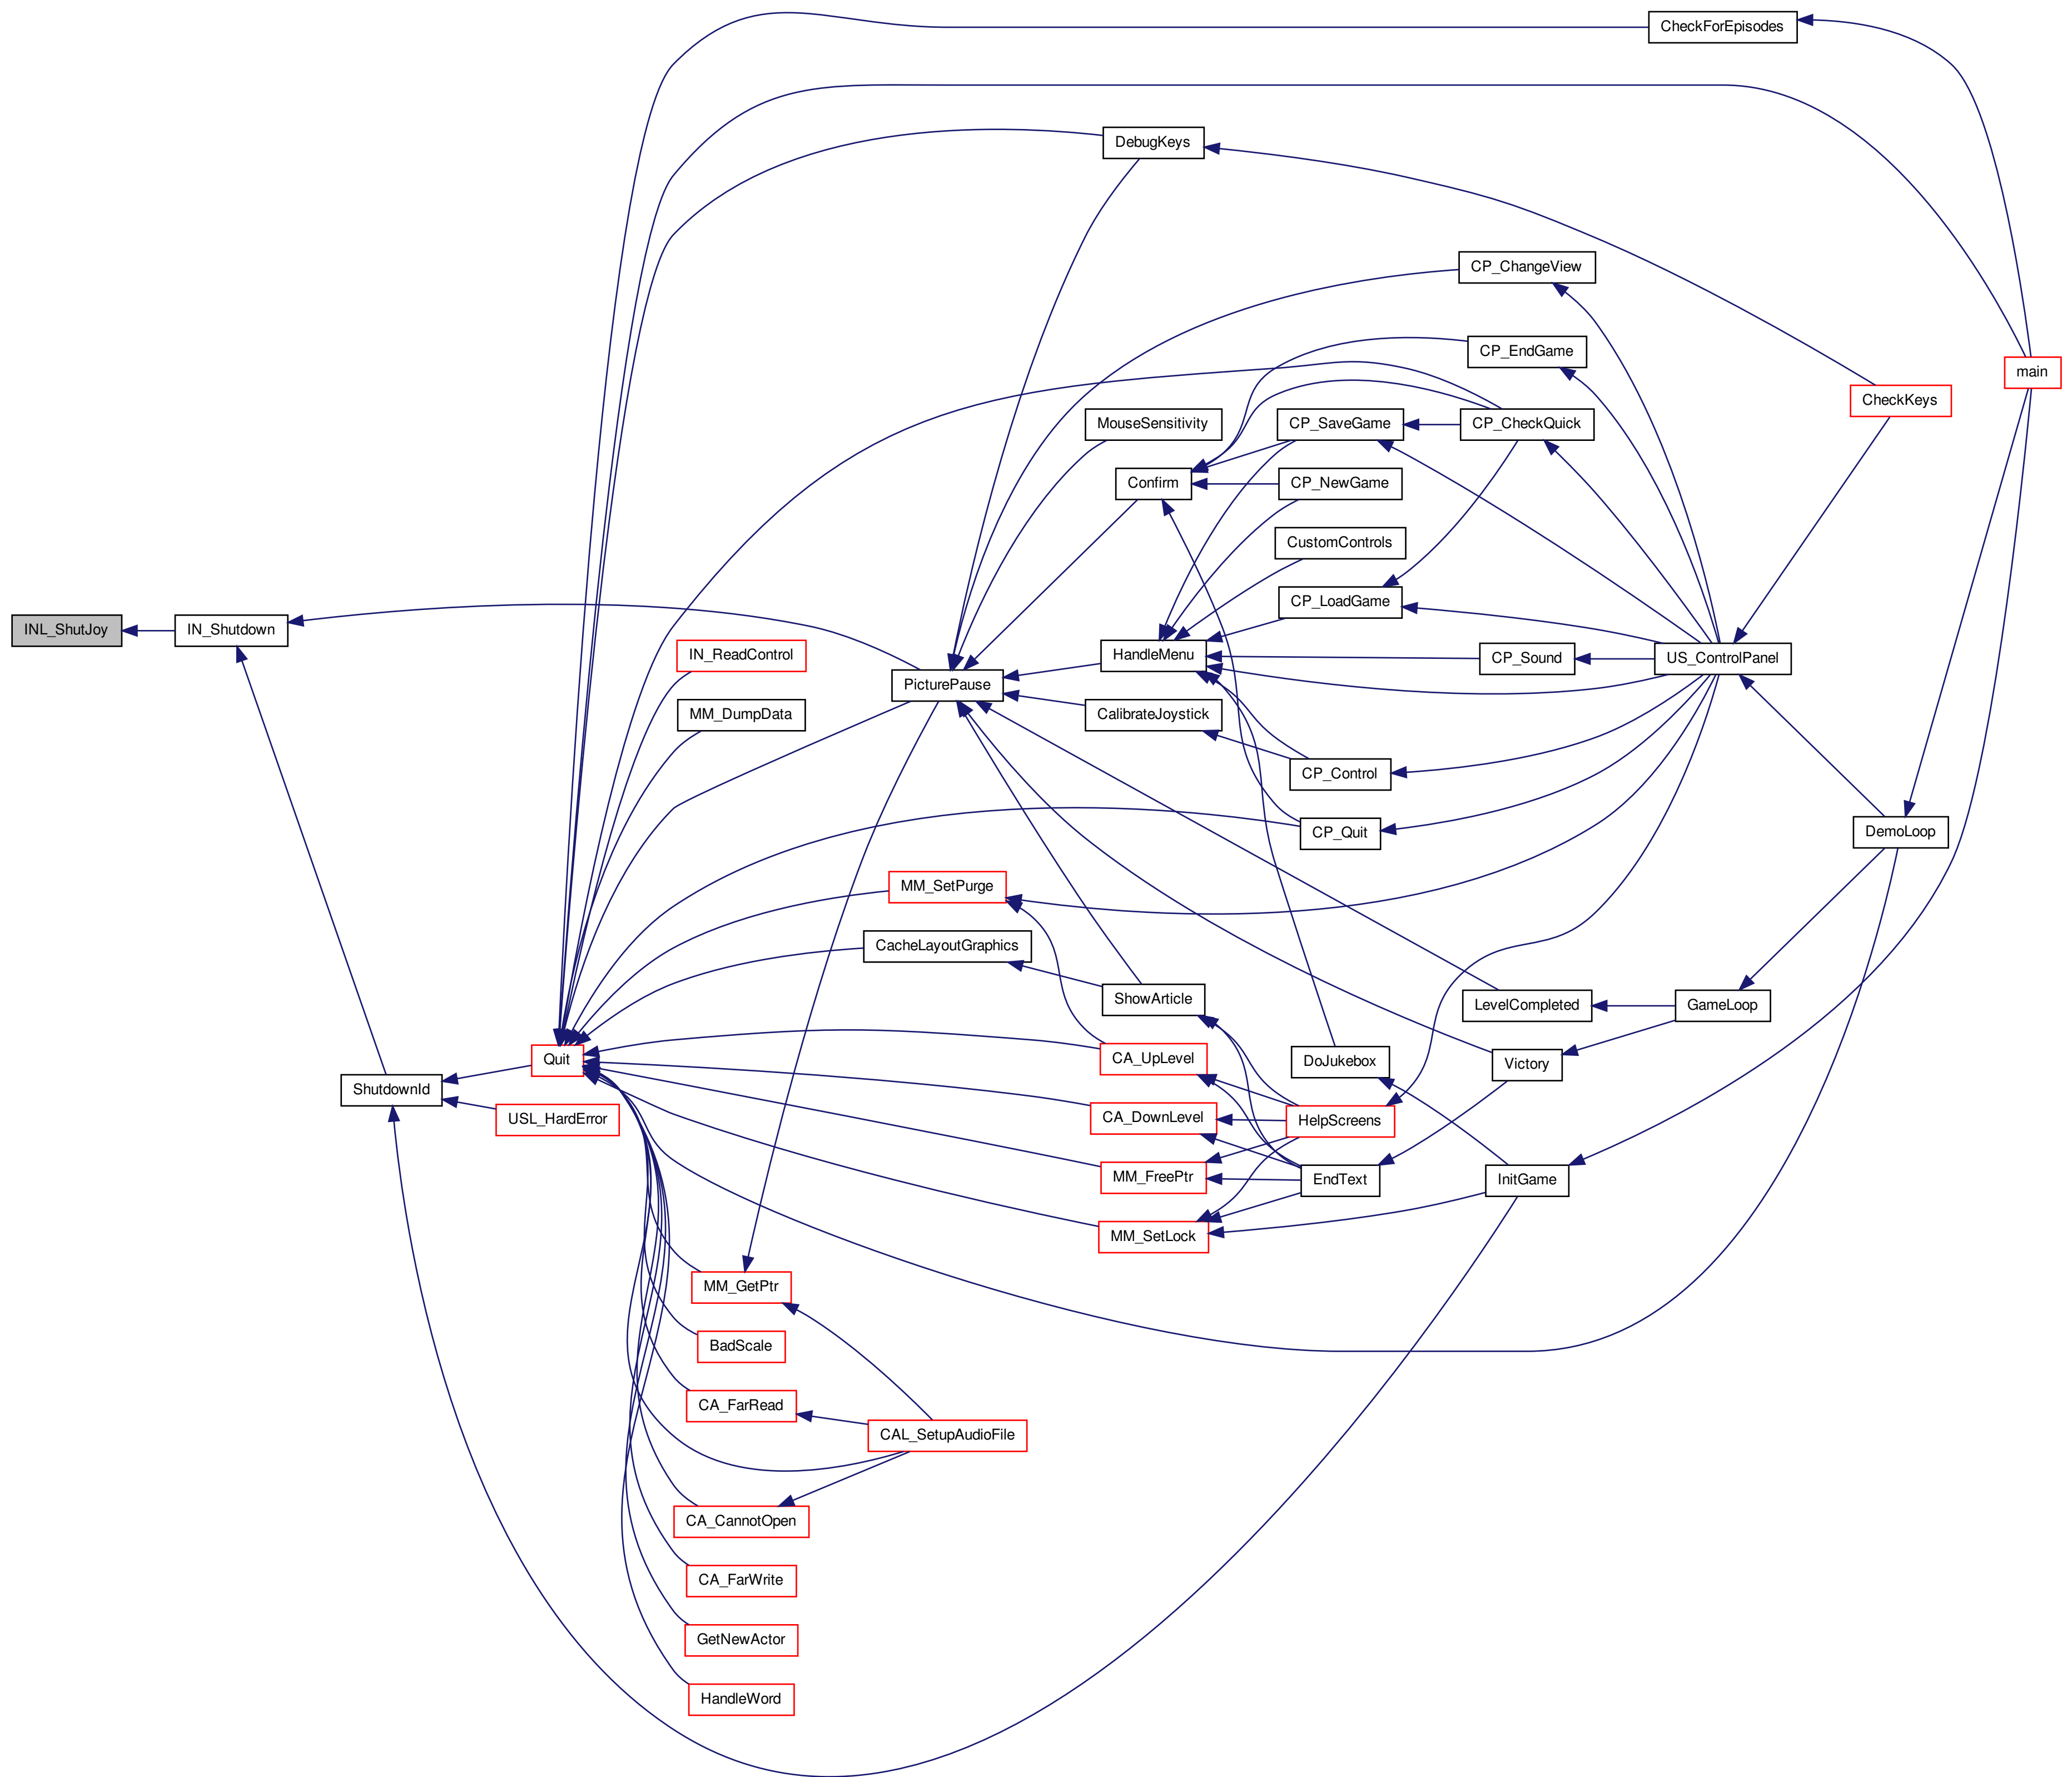 CheckForEpisodes
DebugKeys
CP_ChangeView
CP_EndGame
main
CheckKeys
MouseSensitivity
CP_SaveGame
CP_CheckQuick
Confirm
CP_NewGame
CustomControls
CP_LoadGame
INL_ShutJoy
IN_Shutdown
IN_ReadControl
HandleMenu
CP_Sound
US_ControlPanel
PicturePause
MM_DumpData
CalibrateJoystick
CP_Control
CP_Quit
DemoLoop
MM_SetPurge
CacheLayoutGraphics
ShowArticle
LevelCompleted
GameLoop
Quit
CA_UpLevel
DoJukebox
Victory
ShutdownId
USL_HardError
CA_DownLevel
HelpScreens
MM_FreePtr
EndText
InitGame
MM_SetLock
MM_GetPtr
BadScale
CA_FarRead
CAL_SetupAudioFile
CA_CannotOpen
CA_FarWrite
GetNewActor
HandleWord